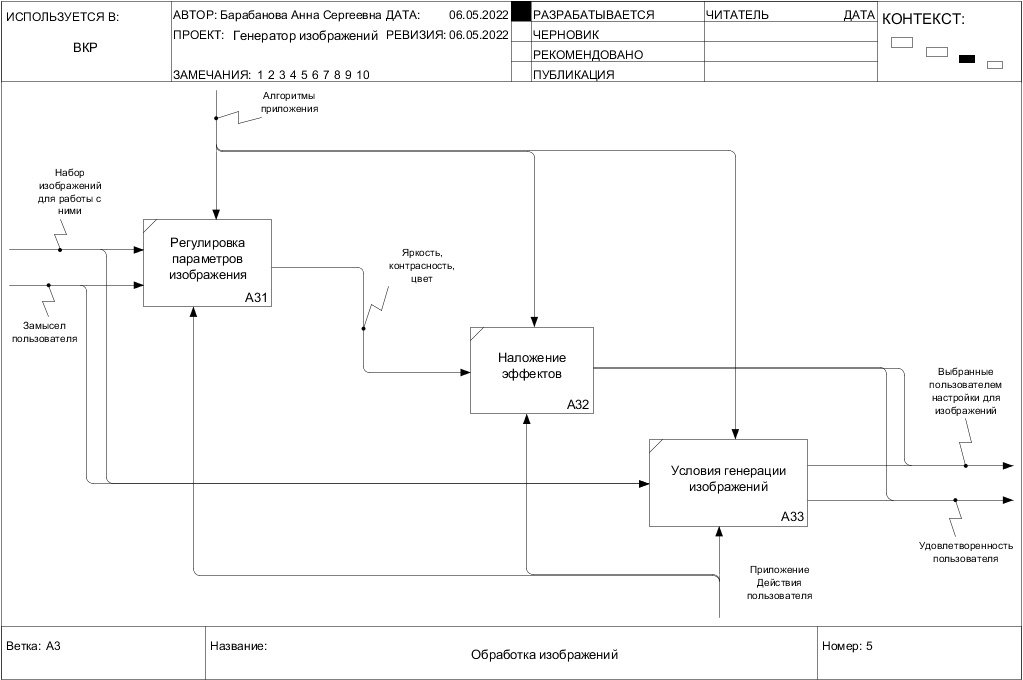 ИСПОЛЬЗУЕТСЯ В:
ВКР
АВТОР: Барабанова Анна Сергеевна ДАТА: 06.05.2022
ПРОЕКТ: Генератор изображений РЕВИЗИЯ: 06.05.2022
ЗАМЕЧАНИЯ: 1 2 3 4 5 6 7 8 9 10
РАЗРАБАТЫВАЕТСЯ
ЧЕРНОВИК
РЕКОМЕНДОВАНО
ПУБЛИКАЦИЯ
ЧИТАТЕЛЬ ДАТА
КОНТЕКСТ:
Алгоритмы
приложения
Набор
изображений
для работы с
ними
Регулировка
параметров
изображения
A31
Яркость,
контрасность,
цвет
Замысел
пользователя
Наложение
эффектов
A32
Выбранные
пользователем
настройки для
изображений
Условия генерации
изображений
A33
Удовлетворенность
пользователя
Приложение
Действия
пользователя
Ветка: A3
Название:
Обработка изображений
Номер: 5